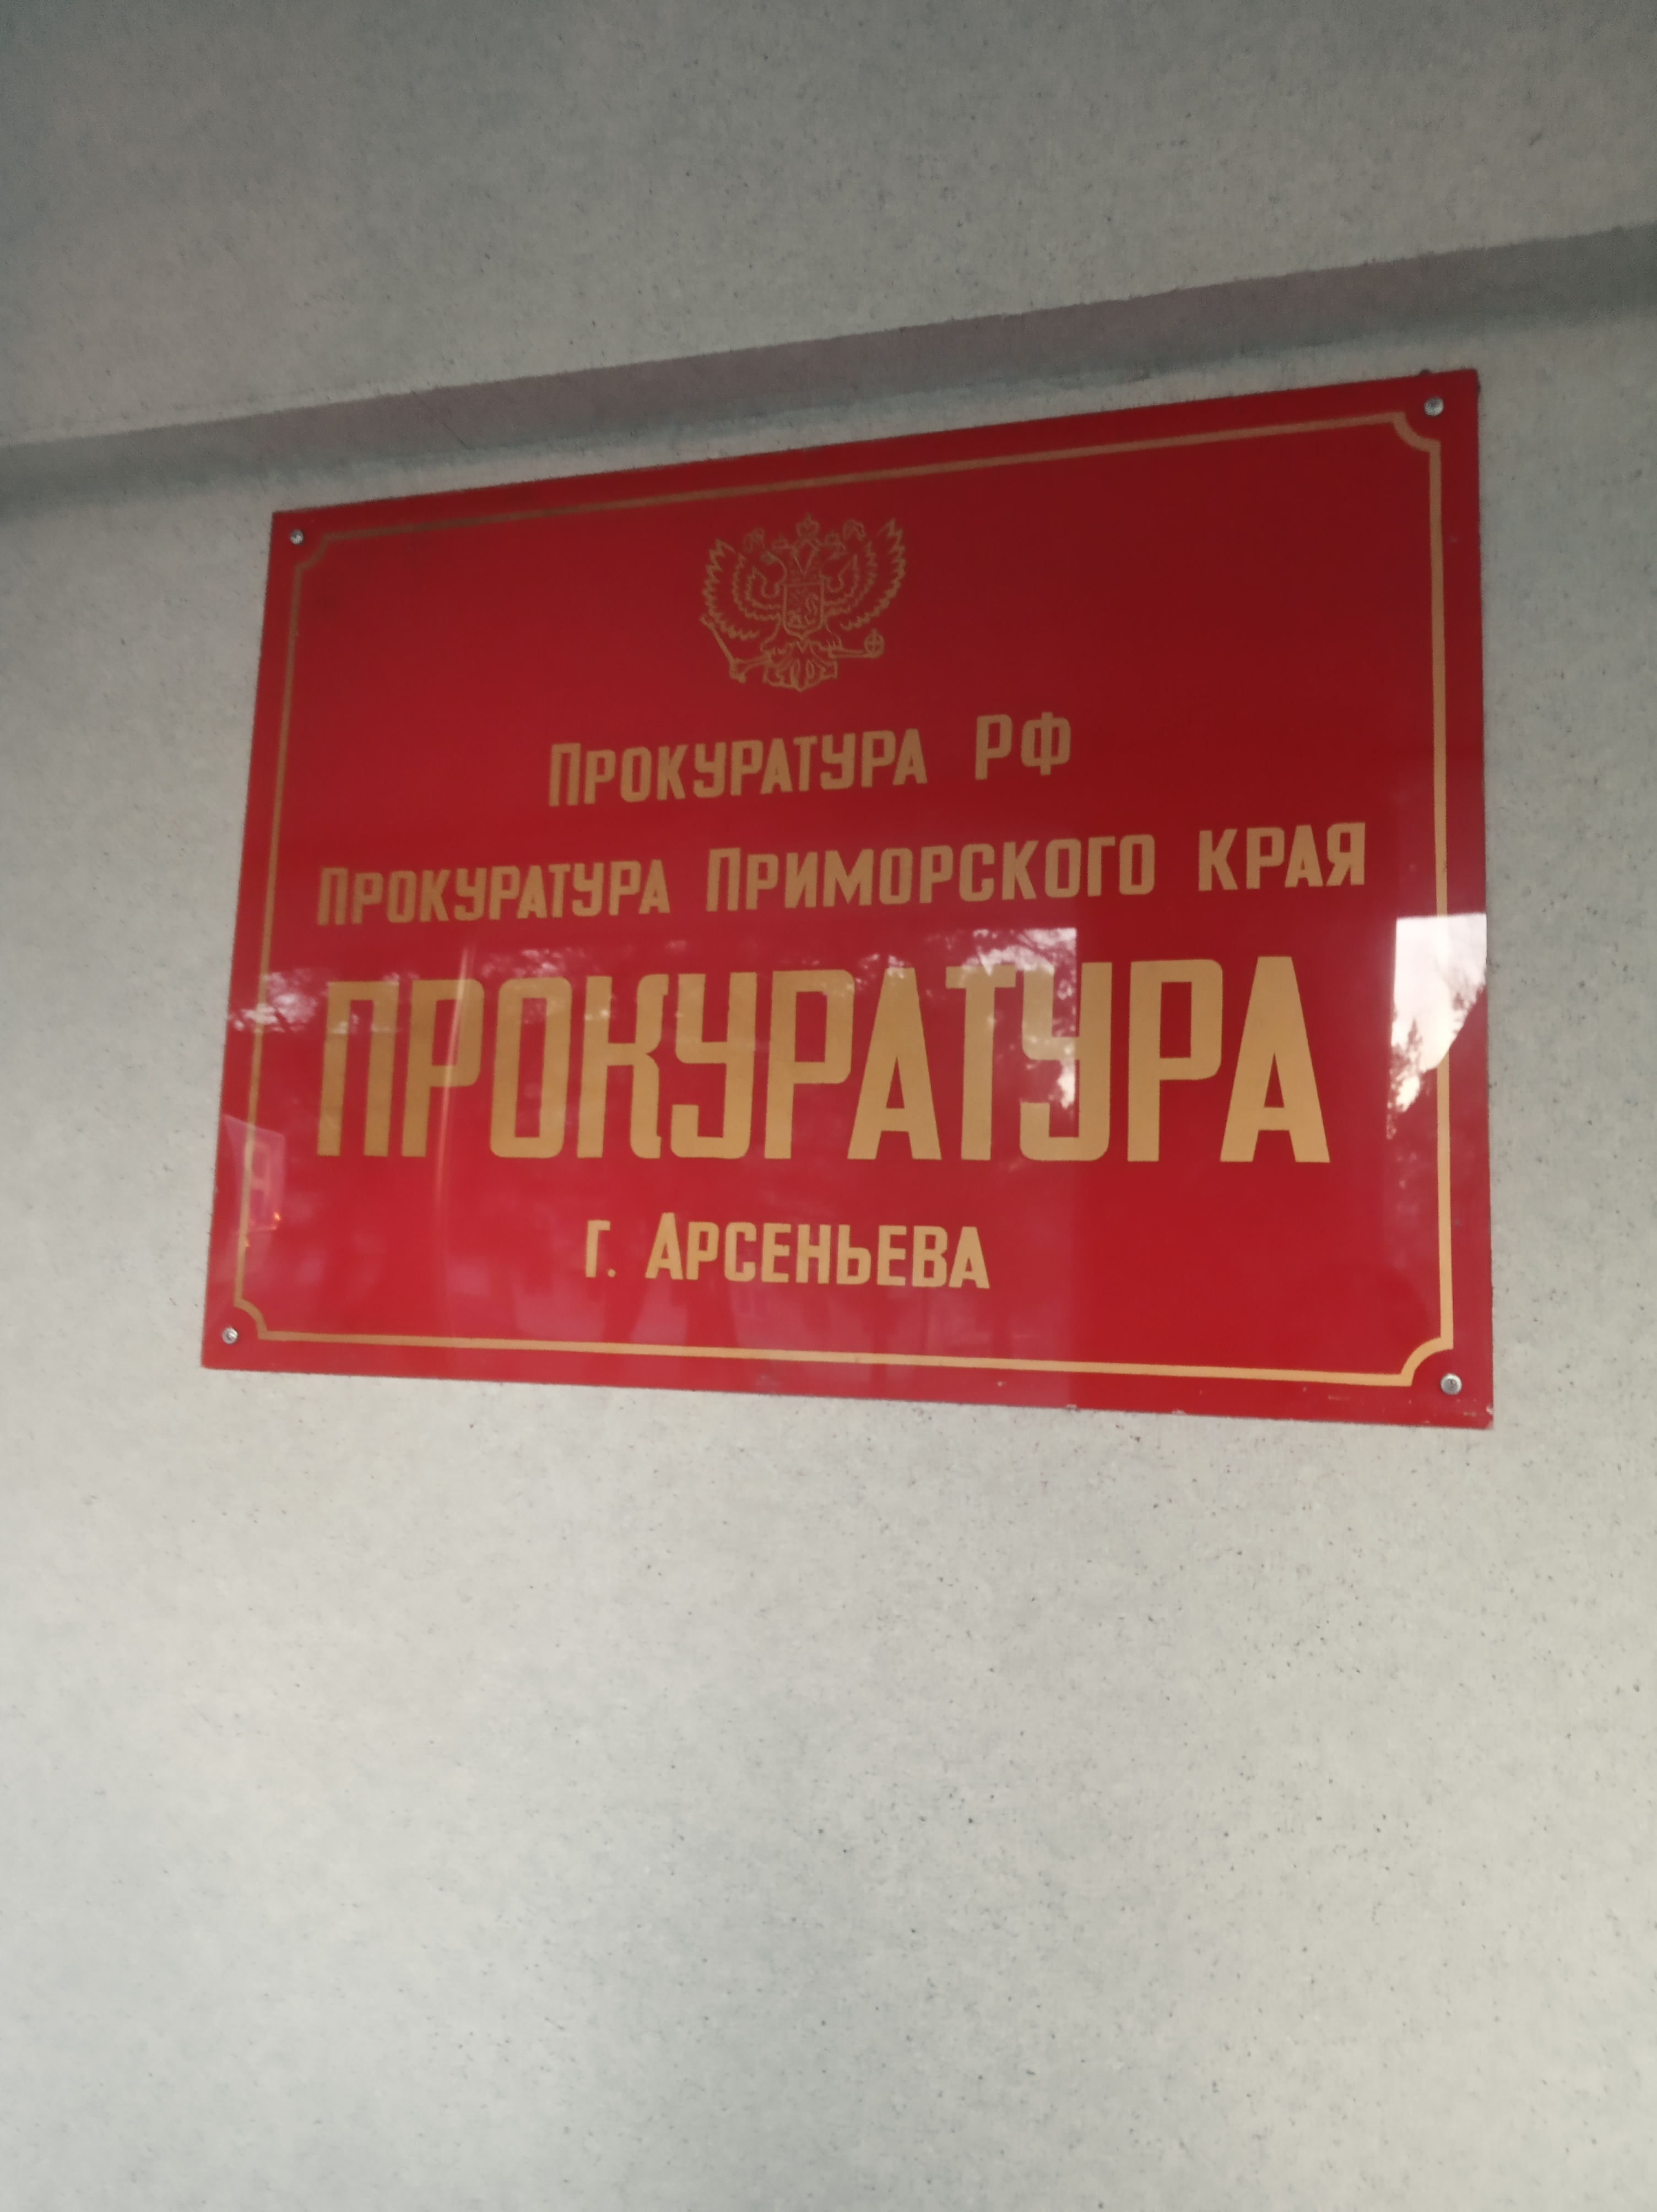 Прокуратура РФ
Прокуратура Приморского края
ПРОКУРАТУРА
г. Арсеньева